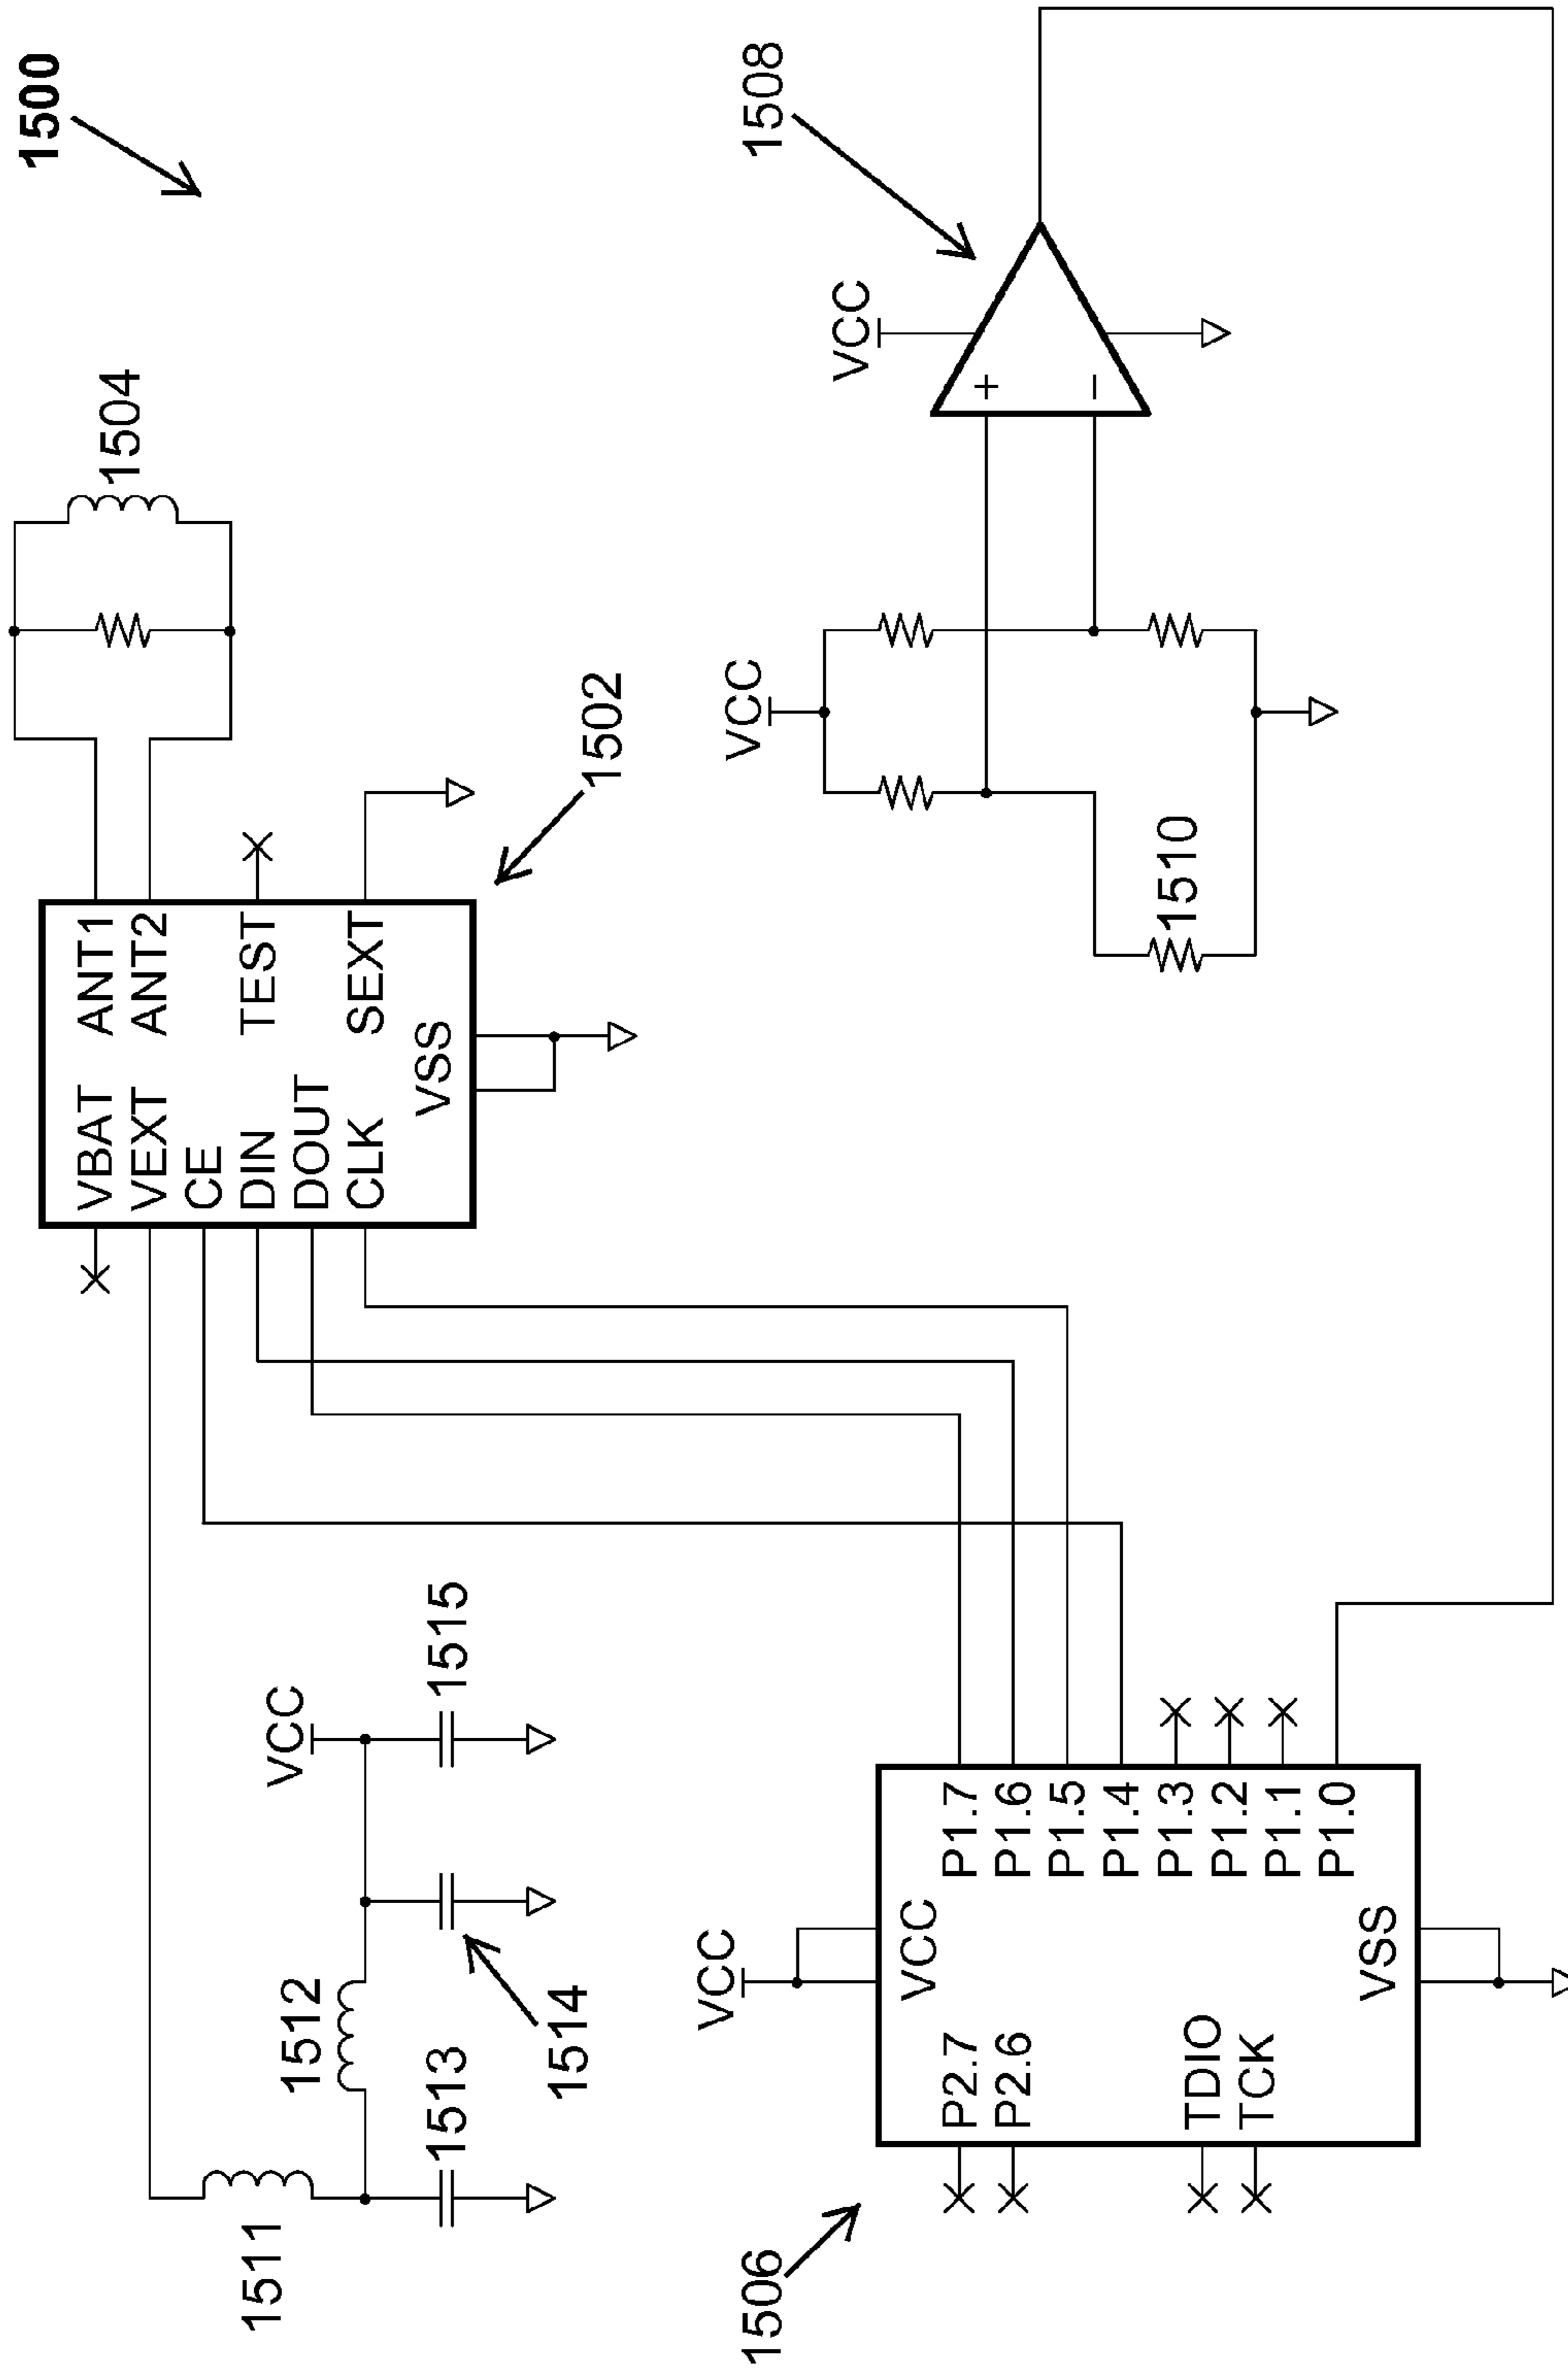 1500
1504
VBAT ANT1
VEXT ANT2
CE
DIN TEST
DOUT
CLK SEXT
VSS
1502
1511
1512
VCC
1513
1514
1515
1508
VCC
+
-
VCC
1510
1506
VCC
VCC
P2.7 P1.7
P2.6 P1.6
P1.5
P1.4
TDIO P1.3
TCK P1.2
P1.1
P1.0
VSS